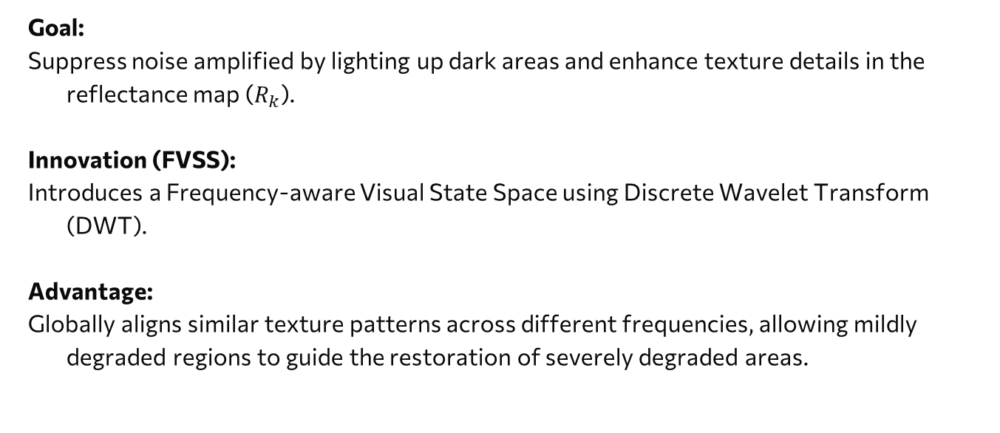 Goal:
Suppress noise amplified by lighting up dark areas and enhance texture details in the
reflectance map (Rₖ).
Innovation (FVSS):
Introduces a Frequency-aware Visual State Space using Discrete Wavelet Transform
(DWT).
Advantage:
Globally aligns similar texture patterns across different frequencies, allowing mildly
degraded regions to guide the restoration of severely degraded areas.